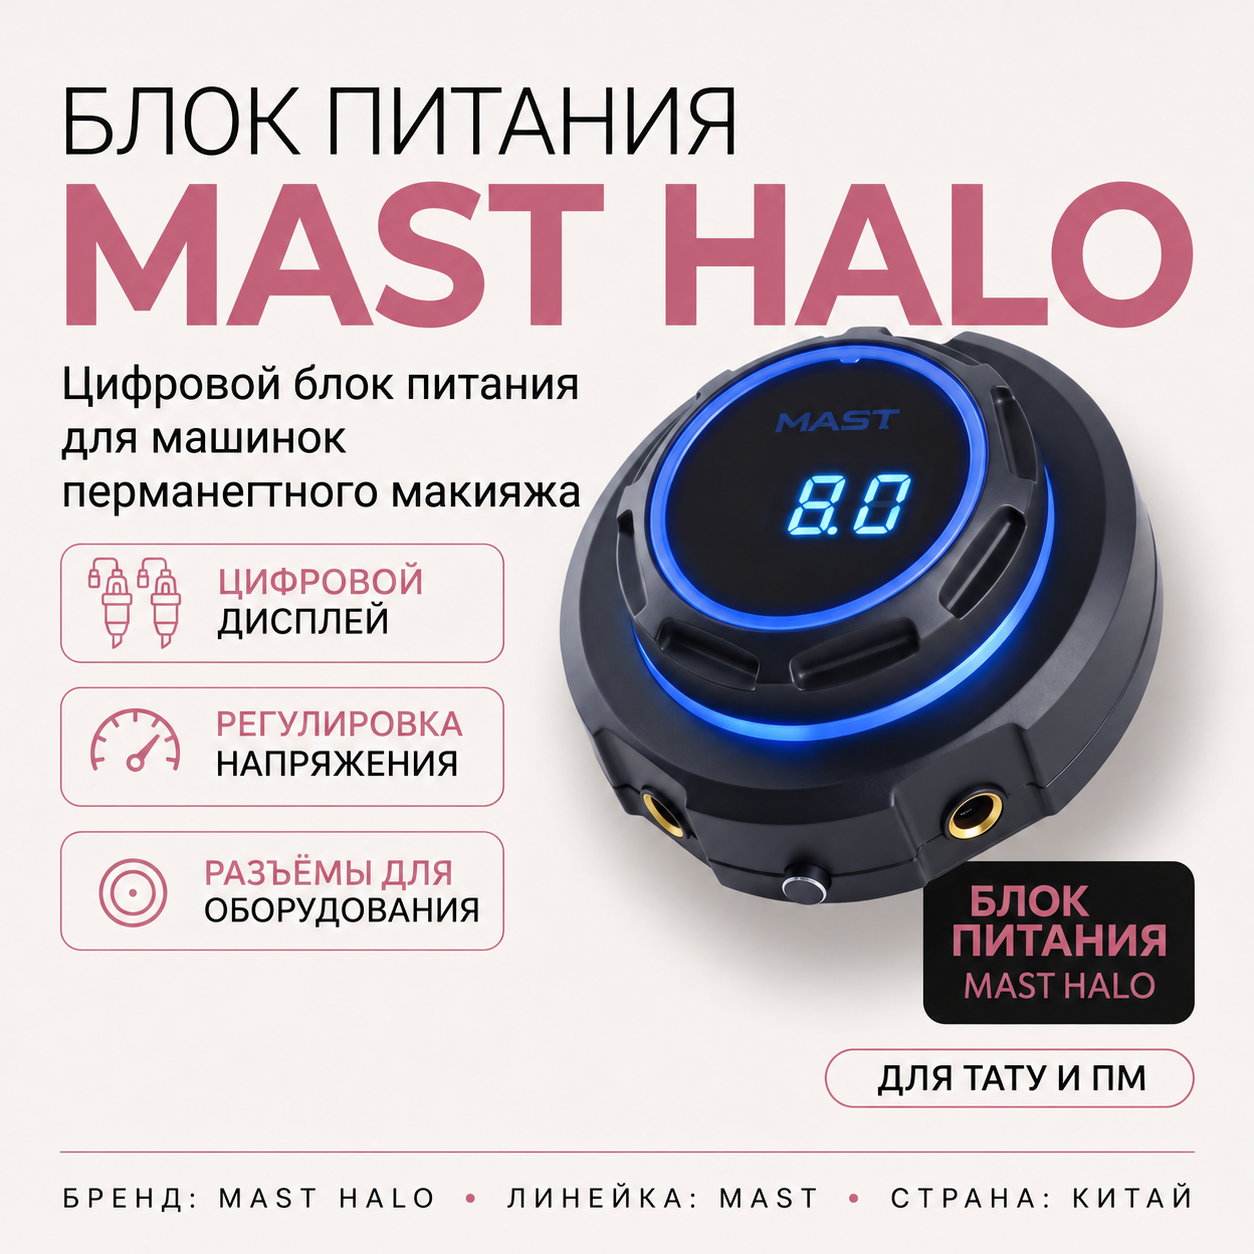 БЛОК ПИТАНИЯ
MAST HALO
Цифровой блок питания
для машинок
перманегтного макияжа
MAST
8.0
ЦИФРОВОЙ
ДИСПЛЕЙ
РЕГУЛИРОВКА
НАПРЯЖЕНИЯ
РАЗЪЁМЫ ДЛЯ
ОБОРУДОВАНИЯ
БЛОК
ПИТАНИЯ
MAST HALO
ДЛЯ ТАТУ И ПМ
БРЕНД: MAST HALO • ЛИНЕЙКА: MAST • СТРАНА: КИТАЙ